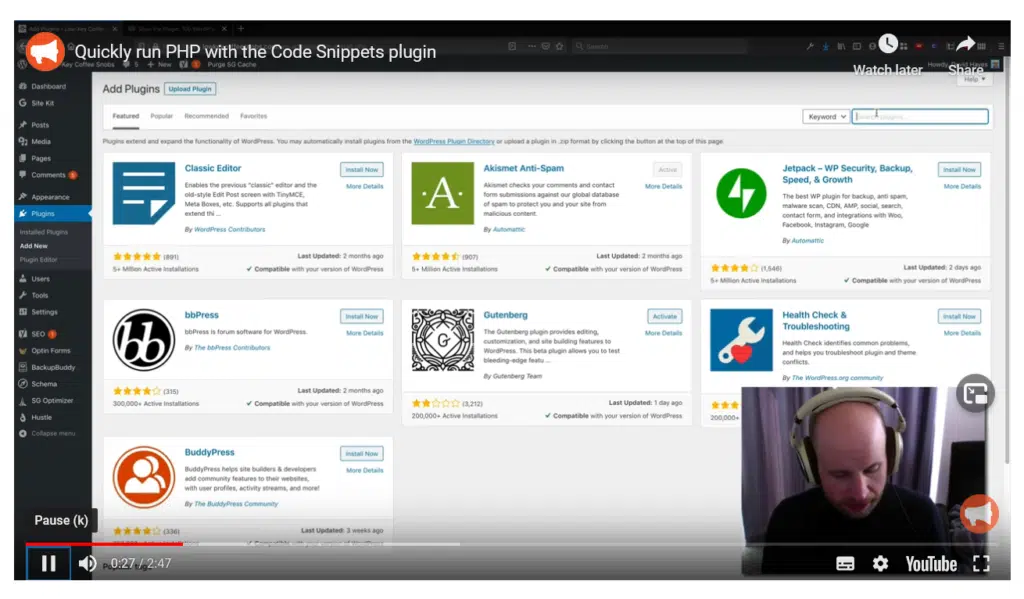 Quickly run PHP with the Code Snippets plugin
Watch later
Share
Key Coffee Snobs
5
+ New
Purge SG Cache
Help
Dashboard
Site Kit
Posts
Media
Pages
Comments 5
Appearance
Plugins
Installed Plugins
Add New
Plugin Editor
Users
Tools
Settings
SEO
Optin Forms
BackupBuddy
Schema
SG Optimizer
Hustle
Collapse menu
Add Plugins
Upload Plugin
Featured
Popular
Recommended
Favorites
Keyword
Plugins extend and expand the functionality of WordPress. You may automatically install plugins from the WordPress Plugin Directory or upload a plugin in .zip format by clicking the button at the top of this page.
Classic Editor
Install Now
More Details
Enables the previous "classic" editor and the
old-style Edit Post screen with TinyMCE,
Meta Boxes, etc. Supports all plugins that
extend thi ...
By WordPress Contributors
(891)
Last Updated: 2 months ago
5+ Million Active Installations
Compatible with your version of WordPress
Akismet Anti-Spam
Active
More Details
Akismet checks your comments and contact
form submissions against our global database
of spam to protect you and your site from
malicious content.
By Automattic
A
(907)
Last Updated: 2 months ago
5+ Million Active Installations
Compatible with your version of WordPress
Jetpack – WP Security, Backup,
Speed, & Growth
Install Now
More Details
The best WP plugin for backup, anti spam,
malware scan, CDN, AMP, social, search,
contact form, and integrations with Woo,
Facebook, Instagram, Google
By Automattic
(1,546)
Last Updated: 2 days ago
5+ Million Active Installations
Compatible with your version of WordPress
bbPress
Install Now
More Details
bbPress is forum software for WordPress.
By The bbPress Contributors
bb
(315)
Last Updated: 2 months ago
300,000+ Active Installations
Compatible with your version of WordPress
Gutenberg
Activate
More Details
The Gutenberg plugin provides editing,
customization, and site building features to
WordPress. This beta plugin allows you to test
bleeding-edge featu ...
By Gutenberg Team
G
(3,212)
Last Updated: 1 day ago
200,000+ Active Installations
Compatible with your version of WordPress
Health Check &
Troubleshooting
Install Now
More Details
Health Check identifies common problems,
and helps you troubleshoot plugin and theme
conflicts.
By The WordPress.org community
200,000+
BuddyPress
Install Now
More Details
BuddyPress helps site builders & developers
add community features to their websites,
with user profiles, activity streams, and more!
By The BuddyPress Community
(336)
Last Updated: 3 weeks ago
Pause (k)
0:27 / 2:47
YouTube